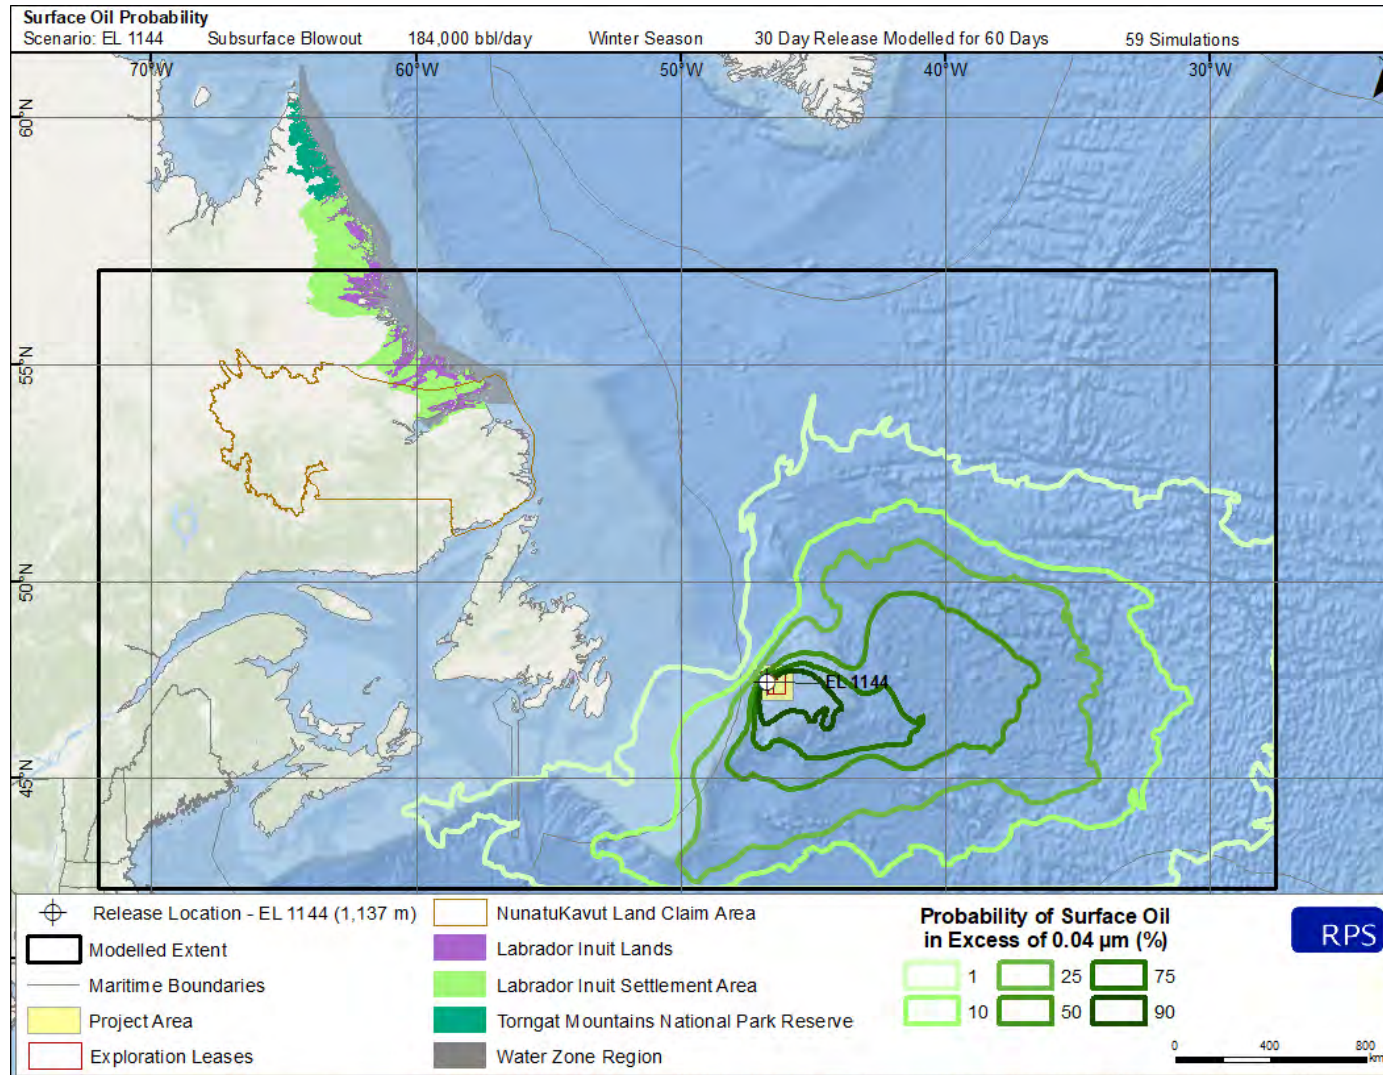 Surface Oil Probability
Scenario: EL 1144 Subsurface Blowout 184,000 bbl/day Winter Season 30 Day Release Modelled for 60 Days 59 Simulations
70°W 60°W 50°W 40°W 30°W
60°N
55°N
50°N
EL 1144
45°N
Release Location - EL 1144 (1,137 m)
Modelled Extent
Maritime Boundaries
Project Area
Exploration Leases
NunatuKavut Land Claim Area
Labrador Inuit Lands
Labrador Inuit Settlement Area
Torngat Mountains National Park Reserve
Water Zone Region
Probability of Surface Oil
in Excess of 0.04 µm (%)
1 25 75
10 50 90
RPS
0 400 800
km